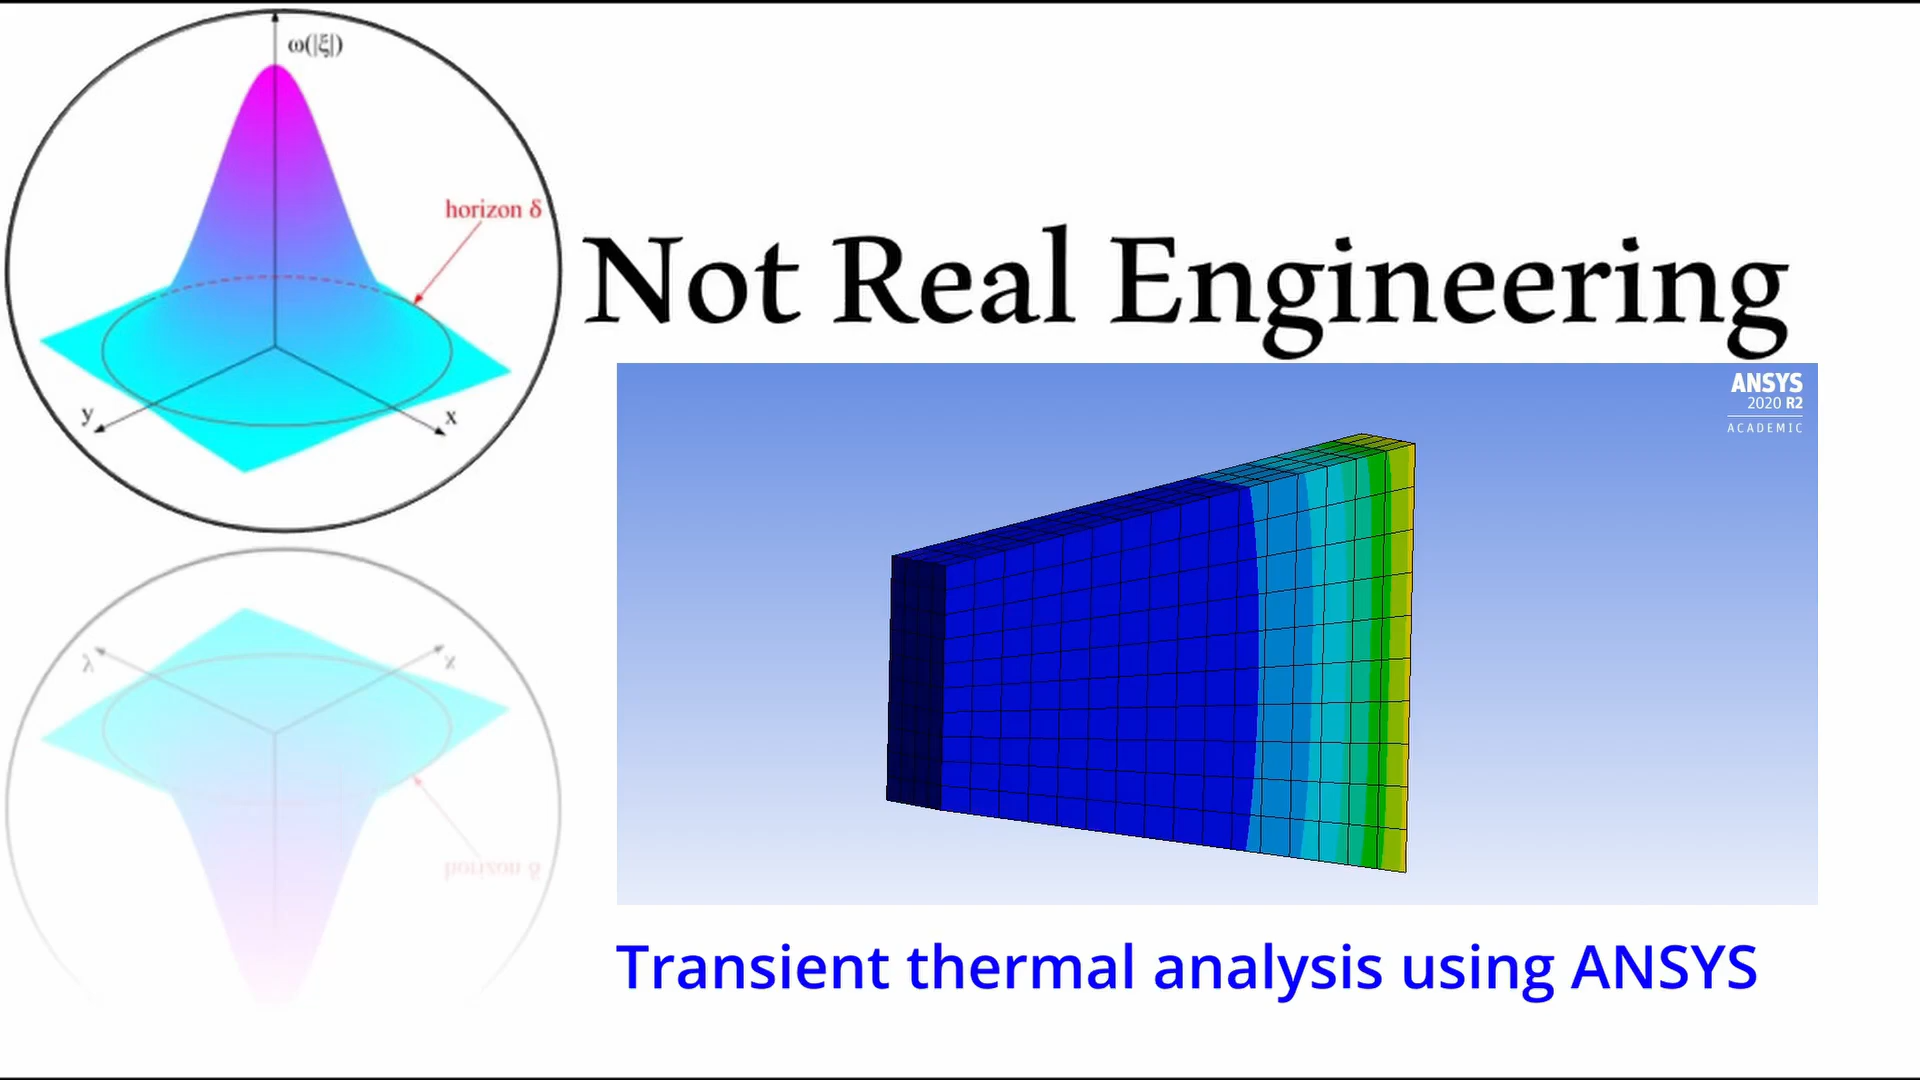 ω(|ξ|)
horizon δ
y
x
Not Real Engineering
ANSYS
2020 R2
ACADEMIC
Transient thermal analysis using ANSYS